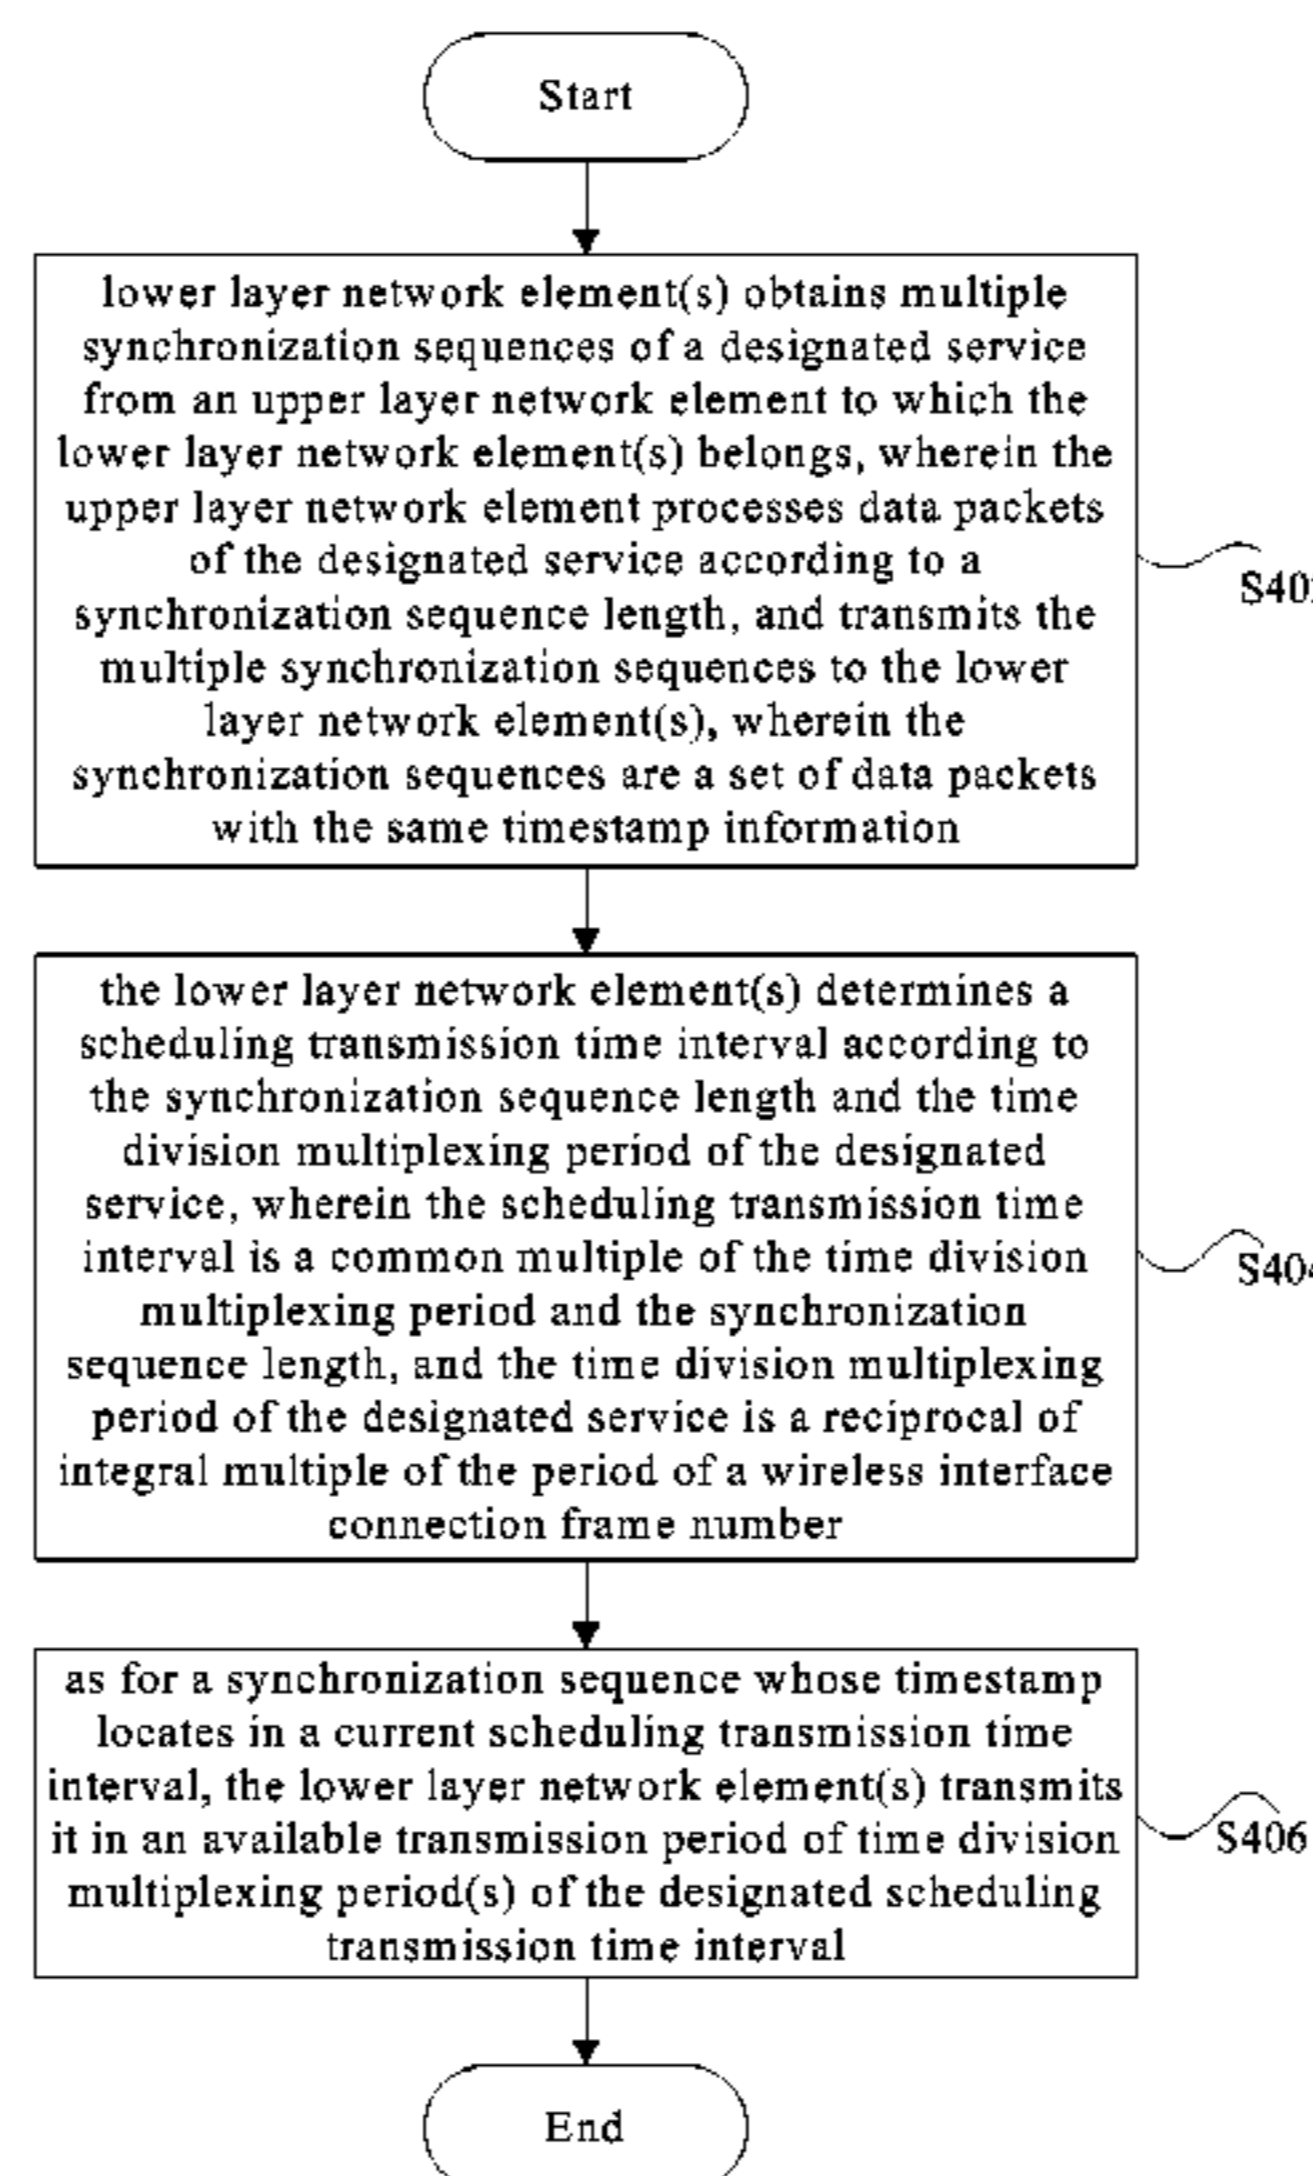 Start
lower layer network element(s) obtains multiple
synchronization sequences of a designated service
from an upper layer network element to which the
lower layer network element(s) belongs, wherein the
upper layer network element processes data packets
of the designated service according to a
synchronization sequence length, and transmits the
multiple synchronization sequences to the lower
layer network element(s), wherein the
synchronization sequences are a set of data packets
with the same timestamp information
the lower layer network element(s) determines a
scheduling transmission time interval according to
the synchronization sequence length and the time
division multiplexing period of the designated
service, wherein the scheduling transmission time
interval is a common multiple of the time division
multiplexing period and the synchronization
sequence length, and the time division multiplexing
period of the designated service is a reciprocal of
integral multiple of the period of a wireless interface
connection frame number
S404
as for a synchronization sequence whose timestamp
locates in a current scheduling transmission time
interval, the lower layer network element(s) transmits
it in an available transmission period of time division
multiplexing period(s) of the designated scheduling
transmission time interval
S406
End